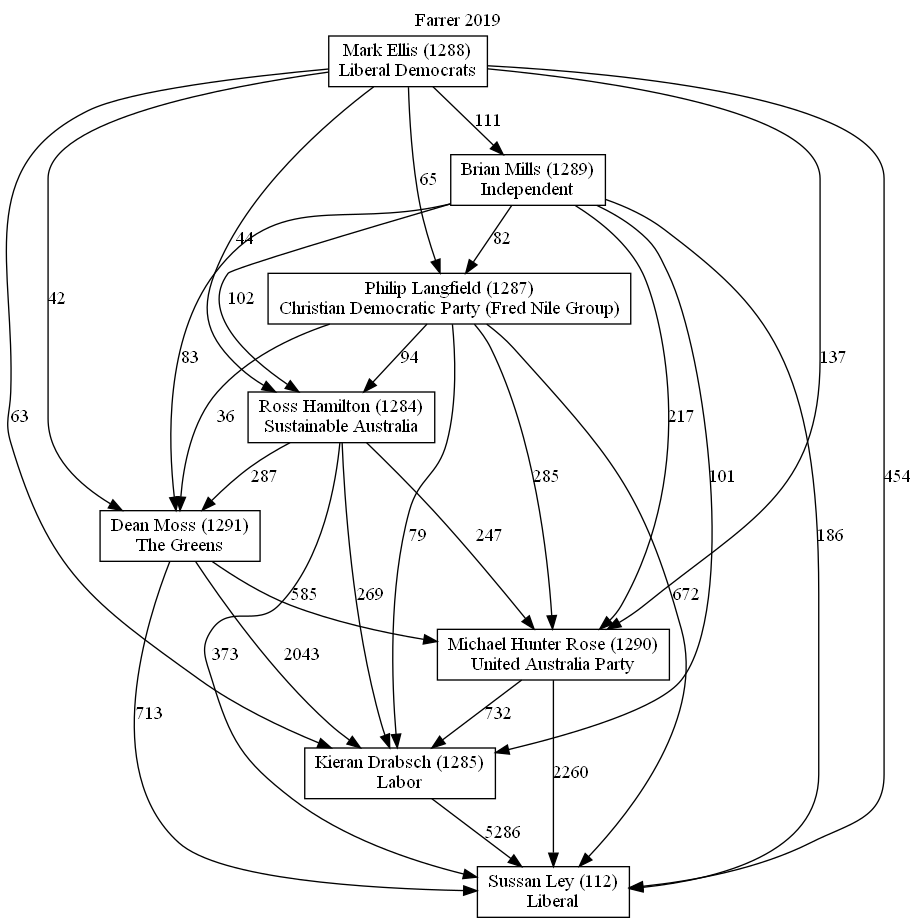 Farrer 2019
Mark Ellis (1288)
Liberal Democrats
111
Brian Mills (1289)
Independent
65
44
82
102
Philip Langfield (1287)
Christian Democratic Party (Fred Nile Group)
42
83
94
137
63
36
Ross Hamilton (1284)
Sustainable Australia
217
287
285
101
454
Dean Moss (1291)
The Greens
79
247
186
585
269
672
373
2043
Michael Hunter Rose (1290)
United Australia Party
713
732
Kieran Drabsch (1285)
Labor
2260
5286
Sussan Ley (112)
Liberal